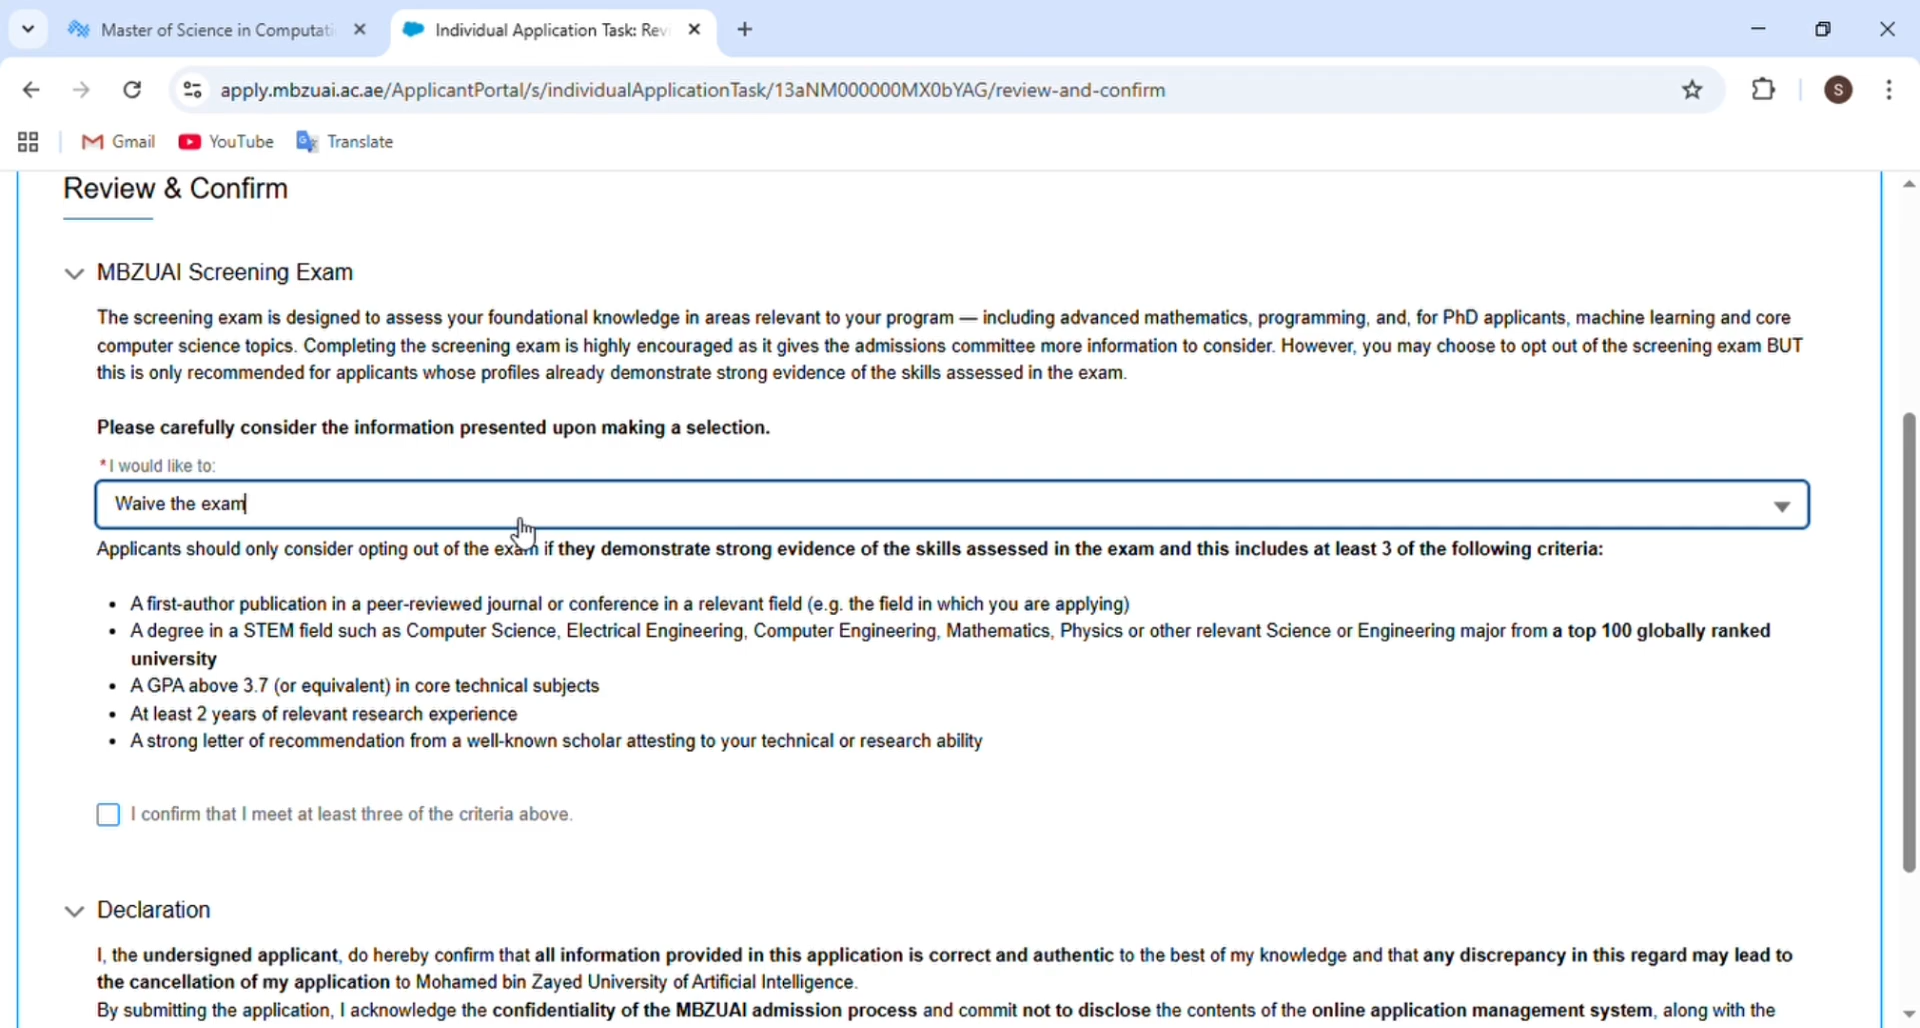 Master of Science in Computati
Individual Application Task: Rev
apply.mbzuai.ac.ae/ApplicantPortal/s/individualApplicationTask/13aNM000000MX0bYAG/review-and-confirm
S
Gmail
YouTube
Translate
Review & Confirm
MBZUAI Screening Exam
The screening exam is designed to assess your foundational knowledge in areas relevant to your program — including advanced mathematics, programming, and, for PhD applicants, machine learning and core
computer science topics. Completing the screening exam is highly encouraged as it gives the admissions committee more information to consider. However, you may choose to opt out of the screening exam BUT
this is only recommended for applicants whose profiles already demonstrate strong evidence of the skills assessed in the exam.
Please carefully consider the information presented upon making a selection.
*I would like to:
Waive the exam
Applicants should only consider opting out of the exam if they demonstrate strong evidence of the skills assessed in the exam and this includes at least 3 of the following criteria:
• A first-author publication in a peer-reviewed journal or conference in a relevant field (e.g. the field in which you are applying)
• A degree in a STEM field such as Computer Science, Electrical Engineering, Computer Engineering, Mathematics, Physics or other relevant Science or Engineering major from a top 100 globally ranked
university
• A GPA above 3.7 (or equivalent) in core technical subjects
• At least 2 years of relevant research experience
• A strong letter of recommendation from a well-known scholar attesting to your technical or research ability
I confirm that I meet at least three of the criteria above.
Declaration
I, the undersigned applicant, do hereby confirm that all information provided in this application is correct and authentic to the best of my knowledge and that any discrepancy in this regard may lead to
the cancellation of my application to Mohamed bin Zayed University of Artificial Intelligence.
By submitting the application, I acknowledge the confidentiality of the MBZUAI admission process and commit not to disclose the contents of the online application management system, along with the